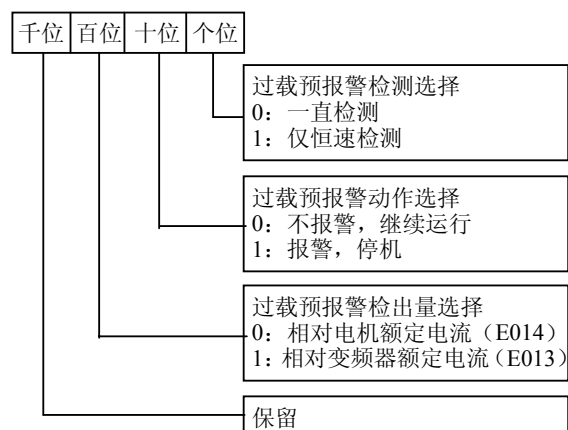 千位 百位 十位 个位
过载预报警检测选择
0：一直检测
1：仅恒速检测
过载预报警动作选择
0：不报警，继续运行
1：报警，停机
过载预报警检出量选择
0：相对电机额定电流（E014）
1：相对变频器额定电流（E013）
保留